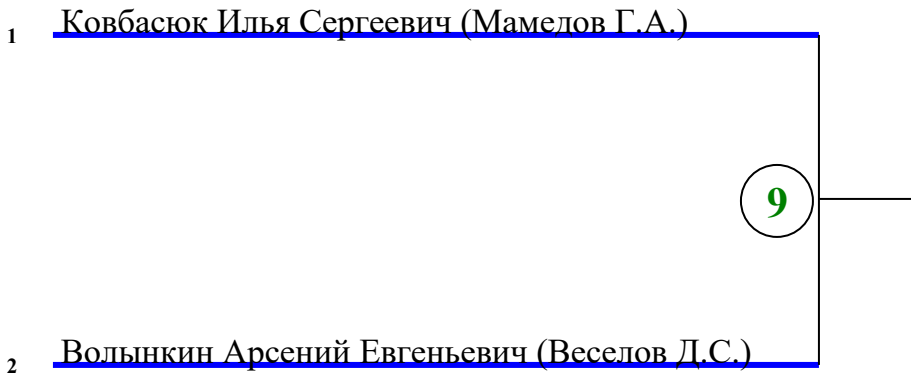 1 Ковбасюк Илья Сергеевич (Мамедов Г.А.)
9
2 Волынкин Арсений Евгеньевич (Веселов Д.С.)